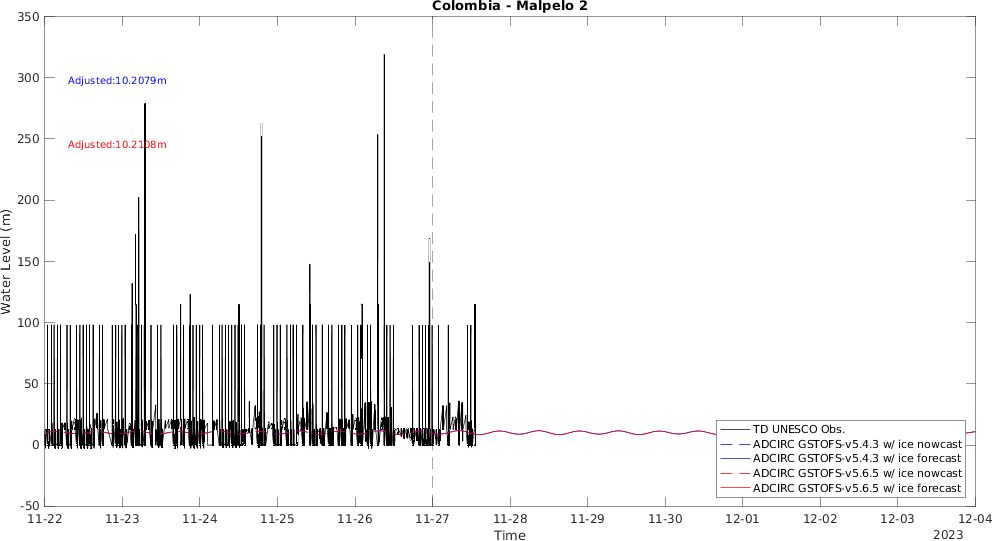 Colombia - Malpelo 2
350
300
250
200
150
100
50
0
-50
Water Level (m)
Adjusted:10.2079m
Adjusted:10.2108m
TD UNESCO Obs.
ADCIRC GSTOFS-v5.4.3 w/ ice nowcast
ADCIRC GSTOFS-v5.4.3 w/ ice forecast
ADCIRC GSTOFS-v5.6.5 w/ ice nowcast
ADCIRC GSTOFS-v5.6.5 w/ ice forecast
11-22 11-23 11-24 11-25 11-26 11-27 11-28 11-29 11-30 12-01 12-02 12-03 12-04
Time
2023